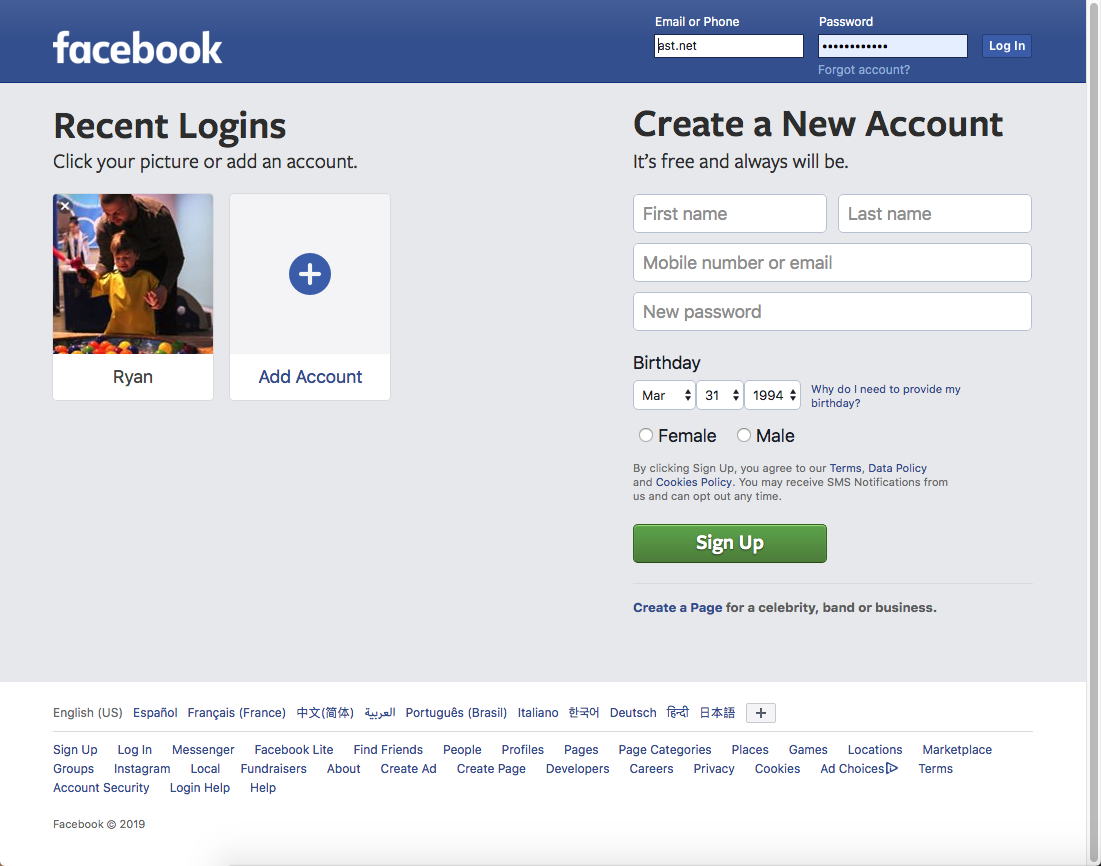 facebook
Email or Phone
Password
ast.net
••••••••••••
Log In
Forgot account?
Recent Logins
Click your picture or add an account.
Ryan
Add Account
Create a New Account
It's free and always will be.
First name
Last name
Mobile number or email
New password
Birthday
Mar
31
1994
Why do I need to provide my
birthday?
Female
Male
By clicking Sign Up, you agree to our Terms, Data Policy
and Cookies Policy. You may receive SMS Notifications from
us and can opt out any time.
Sign Up
Create a Page for a celebrity, band or business.
English (US) Español Français (France) 中文(简体) العربية Português (Brasil) Italiano 한국어 Deutsch हिन्दी 日本語
Sign Up Log In Messenger Facebook Lite Find Friends People Profiles Pages Page Categories Places Games Locations Marketplace
Groups Instagram Local Fundraisers About Create Ad Create Page Developers Careers Privacy Cookies Ad Choices Terms
Account Security Login Help Help
Facebook © 2019